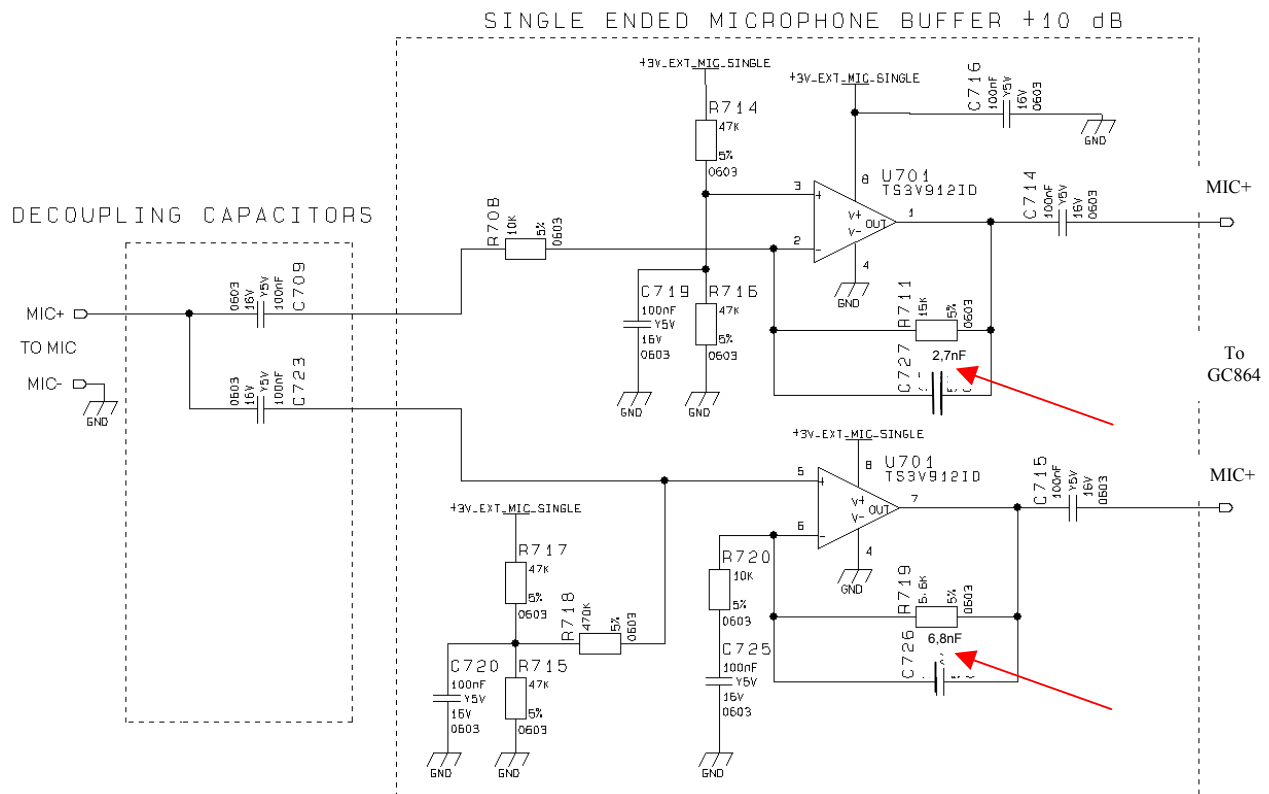 SINGLE ENDED MICROPHONE BUFFER +10 dB
+3V_EXT_MIC_SINGLE
+3V_EXT_MIC_SINGLE
C716
100nF
Y5V
16V
0603
GND
R714
47K
5%
0603
U701
TS3V912ID
3
+
8
V+
V-
OUT
1
2
-
4
GND
C714
100nF
Y5V
16V
0603
MIC+
DECOUPLING CAPACITORS
R708
10K
5%
0603
0603
16V
Y5V
100nF
C709
MIC+
TO MIC
MIC-
GND
0603
16V
Y5V
100nF
C723
C719
100nF
Y5V
16V
0603
GND
R716
47K
5%
0603
GND
R711
15K
5%
0603
C727
2,7nF
To
GC864
+3V_EXT_MIC_SINGLE
U701
TS3V912ID
5
+
8
V+
V-
OUT
7
6
-
4
GND
C715
100nF
Y5V
16V
0603
MIC+
+3V_EXT_MIC_SINGLE
R717
47K
5%
0603
R718
470K
5%
0603
C720
100nF
Y5V
16V
0603
GND
R715
47K
5%
0603
GND
R720
10K
5%
0603
C725
100nF
Y5V
16V
0603
GND
R719
5.6K
5%
0603
C726
6,8nF